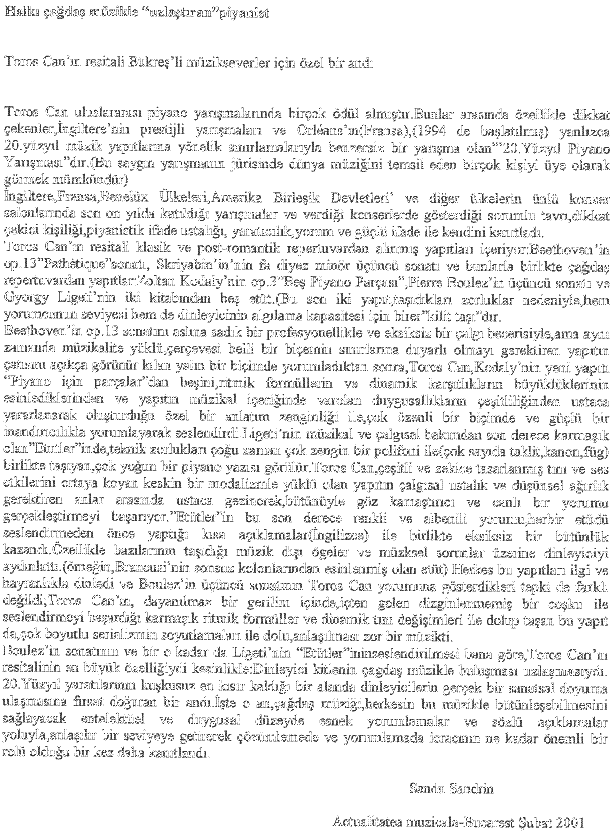 Halkı çağdaş müzikle "uzlaştıran"piyanist
Toros Can'ın resitali Bükreş'li müzikseverler için özel bir andı
Toros Can uluslararası piyano yarışmalarında birçok ödül almıştır.Bunlar arasında özellikle dikkat
çekenler,İngiltere'nin prestijli yarışmaları ve Orléans'ın(Fransa),(1994 de başlatılmış) yanlızca
20.yüzyıl müzik yapıtlarına yönelik sınırlamalarıyla benzersiz bir yarışma olan"'20.Yüzyıl Piyano
Yarışması"dır.(Bu saygın yarışmanın jürisinde dünya müziğini temsil eden birçok kişiyi üye olarak
görmek mümkündür)
İngiltere,Fransa,Benelüx Ülkeleri,Amerika Birleşik Devletleri' ve diğer ülkelerin ünlü konser
salonlarında son on yılda katıldığı yarışmalar ve verdiği konserlerde gösterdiği sorumlu tavrı,dikkat
çekici kişiliği,piyanistik ifade ustalığı, yaratıcılık,yorum ve güçlü ifade ile kendini kanıtladı.
Toros Can'ın resitali klasik ve post-romantik repertuvardan alınmış yapıtları içeriyor:Beethoven'in
op.13"Pathétique"sonatı, Skriyabin'in'nin fa diyez minör üçüncü sonatı ve bunlarla birlikte çağdaş
repertuvardan yapıtlar:Zoltan Kodaly'nin op.3"Beş Piyano Parçası",Pierre Boulez'in üçüncü sonatı ve
Gyorgy Ligeti'nin iki kitabından beş etüt.(Bu son iki yapıt,taşıdıkları zorluklar nedeniyle,hem
yorumcunun seviyesi hem de dinleyicinin algılama kapasitesi için birer"kilit taşı"dır.
Beethoven'in op.13 sonatını aslına sadık bir profesyonellikle ve eksiksiz bir çalgı becerisiyle,ama aynı
zamanda müzikalite yüklü,çerçevesi belli bir biçemin sınırlarına duyarlı olmayı gerektiren yapıtın
çatısını açıkça görünür kılan yalın bir biçimde yorumladıktan sonra,Toros Can,Kodaly'nin yeni yapıtı
"Piyano için parçalar"dan beşini,ritmik formüllerin ve dinamik karşıtlıkların büyüklüklerinin
esinlediklerinden ve yapıtın müzikal içeriğinde varolan duygusallıkların çeşitliliğinden ustaca
yararlanarak oluşturduğu özel bir anlatım zenginliği ile,çok özenli bir biçimde ve güçlü bir
inandırıcılıkla yorumlayarak seslendirdi.Ligeti'nin müzikal ve çalgısal bakımdan son derece karmaşık
olan"Etütler"inde,teknik zorlukları çoğu zaman çok zengin bir polifoni ile(çok sayıda taklit,kanon,füg)
birlikte taşıyan,çok yoğun bir piyano yazısı görülür.Toros Can,çeşitli ve zekice tasarlanmış tını ve ses
etkilerini ortaya koyan keskin bir modalizmle yüklü olan yapıtın çalgısal ustalık ve düşünsel ağırlık
gerektiren anlar arasında ustaca gezinerek,bütünüyle göz kamaştırıcı ve canlı bir yorumu
gerçekleştirmeyi başarıyor."Etütler"in bu son derece renkli ve albenili yorumu,herbir etüdü
seslendirmeden önce yaptığı kısa açıklamalar(İngilizce) ile birlikte eksiksiz bir bütünlük
kazandı.Özellikle bazılarının taşıdığı müzik dışı ögeler ve müzksel sorunlar üzerine dinleyiciyi
aydınlattı.(örneğin,Brancusi'nin sonsuz kolonlarından esinlenmiş olan etüt) Herkes bu yapıtları ilgi ve
hayranlıkla dinledi ve Boulez'in üçüncü sonatının Toros Can yorumuna gösterdikleri tepki de farklı
değildi,Toros Can'ın, dayanılmaz bir gerilim içinde,içten gelen dizginlenmemiş bir coşku ile
seslendirmeyi başardığı karmaşık ritmik formüller ve dinamik tını değişimleri ile dolup taşan bu yapıt
da,çok boyutlu serializmin soyutlamaları ile dolu,anlaşılması zor bir müzikti.
Boulez'in sonatının ve bir o kadar da Ligeti'nin "Etütler"ininseslendirilmesi bana göre,Toros Can'ın
resitalinin en büyük özelliğiydi kesinlikle:Dinleyici kitlenin çağdaş müzikle buluşması uzlaşmasıydı.
20.Yüzyıl yaratılarının kuşkusuz en kısır kaldığı bir alanda dinleyicilerin gerçek bir sanatsal doyuma
ulaşmasına fırsat doğuran bir andı.İşte o an,çağdaş müziği,herkesin bu müzikle bütünleşebilmesini
sağlayacak entelektüel ve duygusal düzeyde esnek yorumlamalar ve sözlü açıklamalar
yoluyla,anlaşılır bir seviyeye getirerek çözümlemede ve yorumlamada icracının ne kadar önemli bir
rolü olduğu bir kez daha kanıtlandı.
Sanda Sandrin
Actualitatea muzicala-Bucarest Şubat 2001